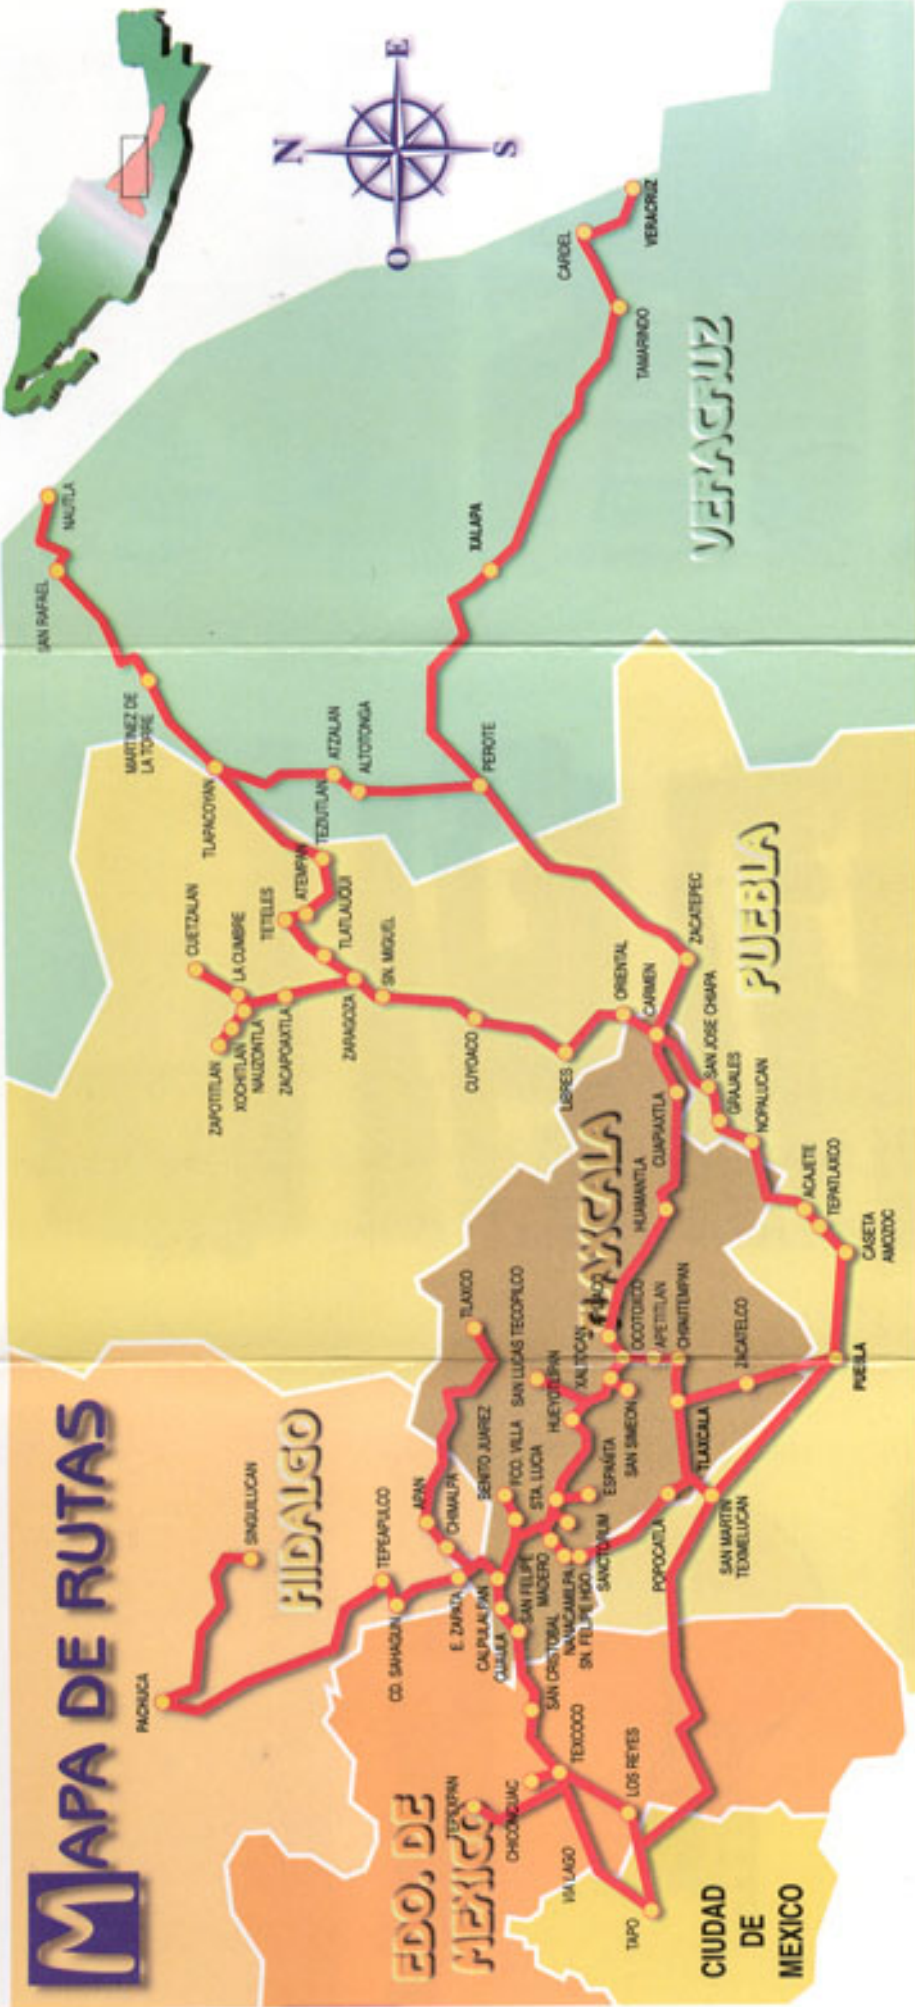 MAPA DE RUTAS
N
E
S
O
PACHUCA
SINGUILUCAN
HIDALGO
TEPEAPULCO
CD. SAHAGUN
APAN
CHIMALPA
E. ZAPATA
CALPULALPAN
CUAULA
SAN FELIPE
SAN CRISTOBAL
TEXCOCO
TEPEXPAN
CHICONCUAC
EDO. DE
MEXICO
VIA LAGO
LOS REYES
TAPO
CIUDAD
DE
MEXICO
TLAXCO
SAN LUCAS TECOPILCO
BENITO JUAREZ
FCO. VILLA
STA. LUCIA
HUEYOTLIPAN
XALTOCAN
ESPAÑITA
SAN SIMEON
MADERO
NANACAMILPA
SN. FELIPE HGO
SANCTORUM
POPOCATLA
SAN MARTIN
TEXMELUCAN
TLAXCALA
OCOTOXCO
APETITLAN
CHIAUTEMPAN
ZACATELCO
PUEBLA
TLAXCALA
HUAMANTLA
CUAPIAXTLA
CASETA
AMOZOC
TEPATLAXCO
ACAJETE
NOPALUCAN
GRAJALES
SAN JOSE CHIAPA
CARMEN
ORIENTAL
LIBRES
CUYOACO
SN. MIGUEL
ZARAGOZA
ZACAPOAXTLA
NAUZONTLA
XOCHITLAN
ZAPOTITLAN
LA CUMBRE
CUETZALAN
TLATLAUQUI
TETELES
ATEMPAN
TEZIUTLAN
TLAPACOYAN
MARTINEZ DE
LA TORRE
SAN RAFAEL
NAUTLA
ATZALAN
ALTOTONGA
PEROTE
ZACATEPEC
PUEBLA
XALAPA
TAMARINDO
CARDEL
VERACRUZ
VERACRUZ